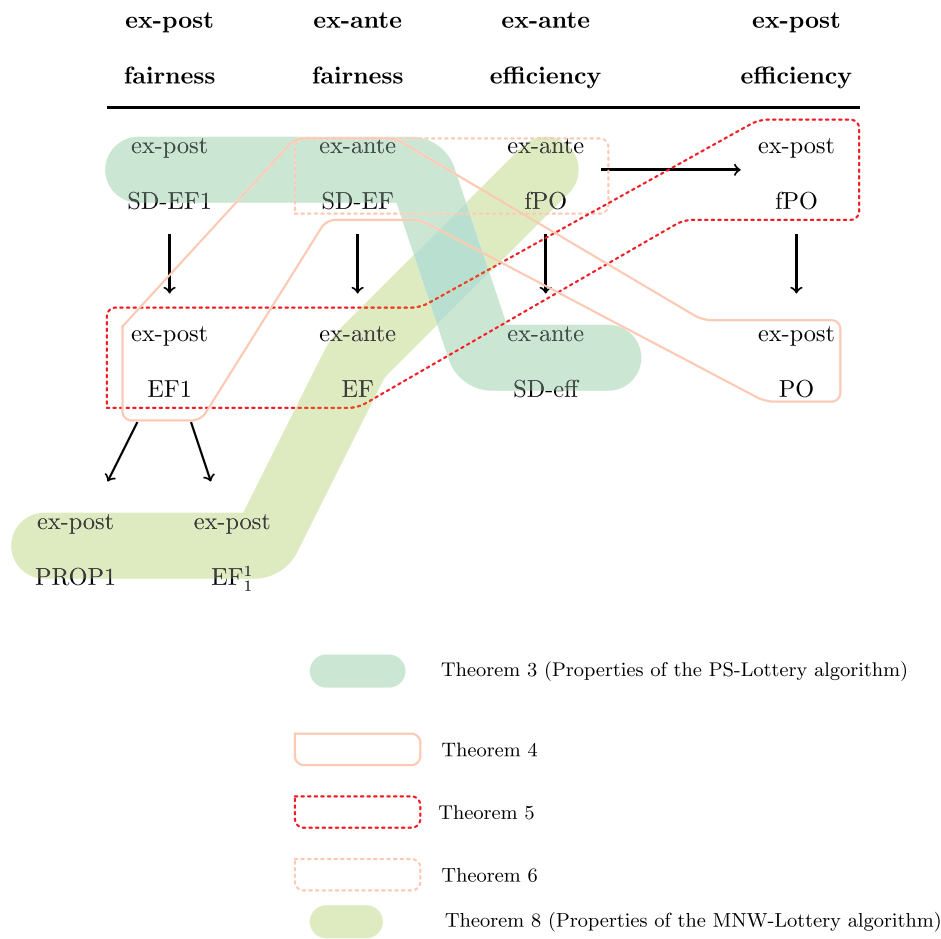 ex-post ex-ante ex-ante ex-post
fairness fairness efficiency efficiency
ex-post ex-ante ex-ante ex-post
SD-EF1 SD-EF fPO fPO
ex-post ex-ante ex-ante ex-post
EF1 EF SD-eff PO
ex-post ex-post
PROP1 EF¹₁
Theorem 3 (Properties of the PS-Lottery algorithm)
Theorem 4
Theorem 5
Theorem 6
Theorem 8 (Properties of the MNW-Lottery algorithm)